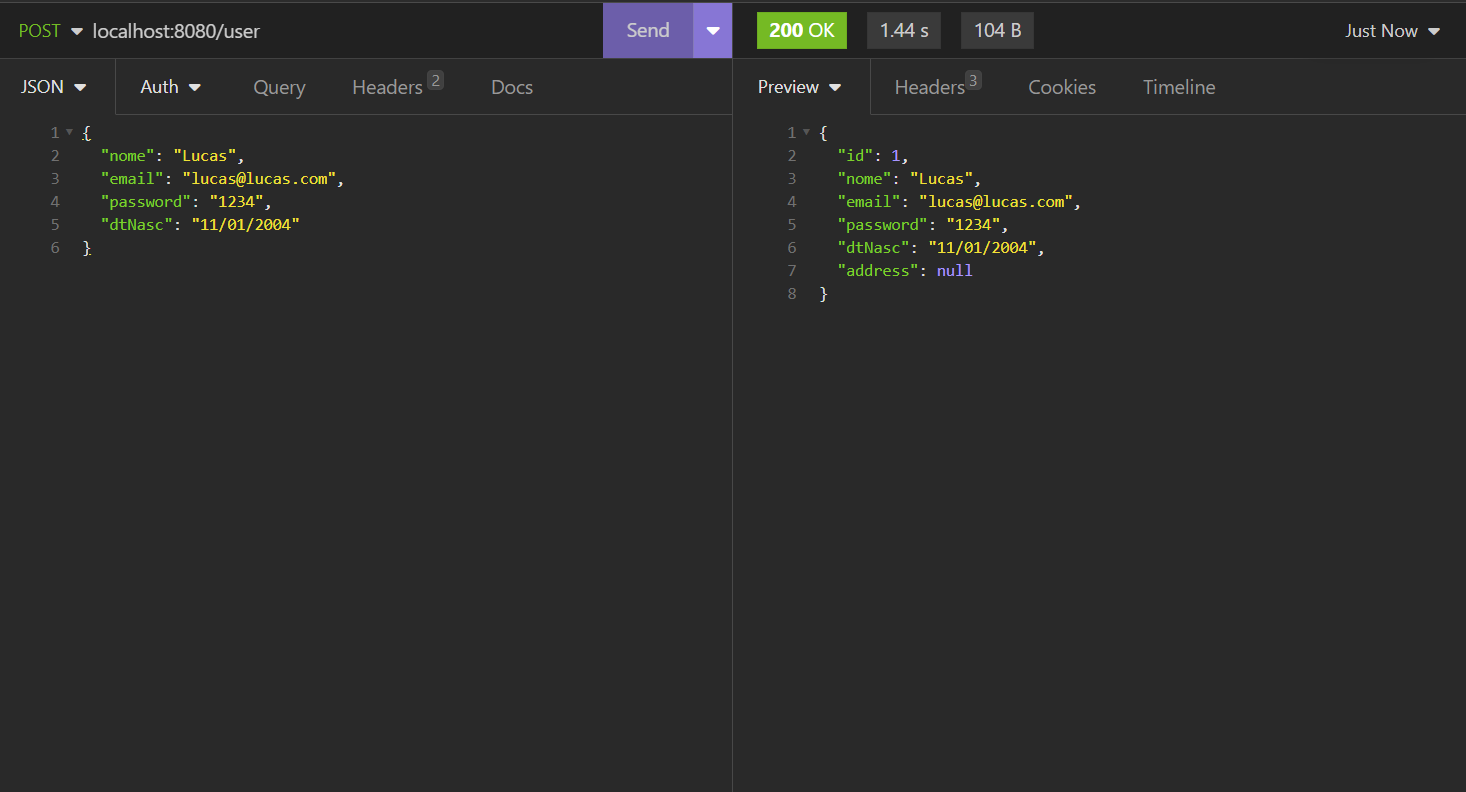 POST localhost:8080/user Send 200 OK 1.44 s 104 B Just Now
JSON Auth Query Headers 2 Docs
1 {
2 "nome": "Lucas",
3 "email": "lucas@lucas.com",
4 "password": "1234",
5 "dtNasc": "11/01/2004"
6 }
Preview Headers 3 Cookies Timeline
1 {
2 "id": 1,
3 "nome": "Lucas",
4 "email": "lucas@lucas.com",
5 "password": "1234",
6 "dtNasc": "11/01/2004",
7 "address": null
8 }